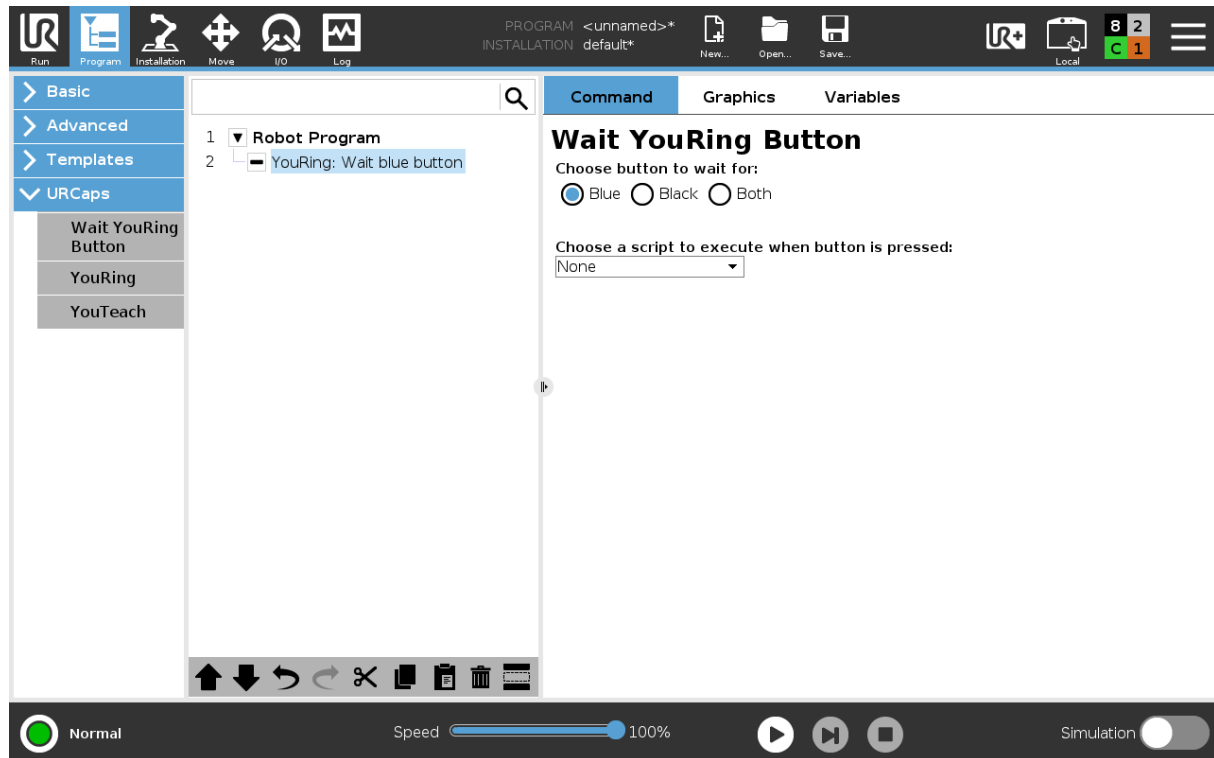 UR
Run
Program
Installation
Move
I/O
Log
PROGRAM <unnamed>*
INSTALLATION default*
New...
Open...
Save...
UR+
Local
8 2
C 1
Basic
Advanced
Templates
URCaps
Wait YouRing
Button
YouRing
YouTeach
1 Robot Program
2 YouRing: Wait blue button
Command Graphics Variables
Wait YouRing Button
Choose button to wait for:
Blue Black Both
Choose a script to execute when button is pressed:
None
Normal
Speed 100%
Simulation